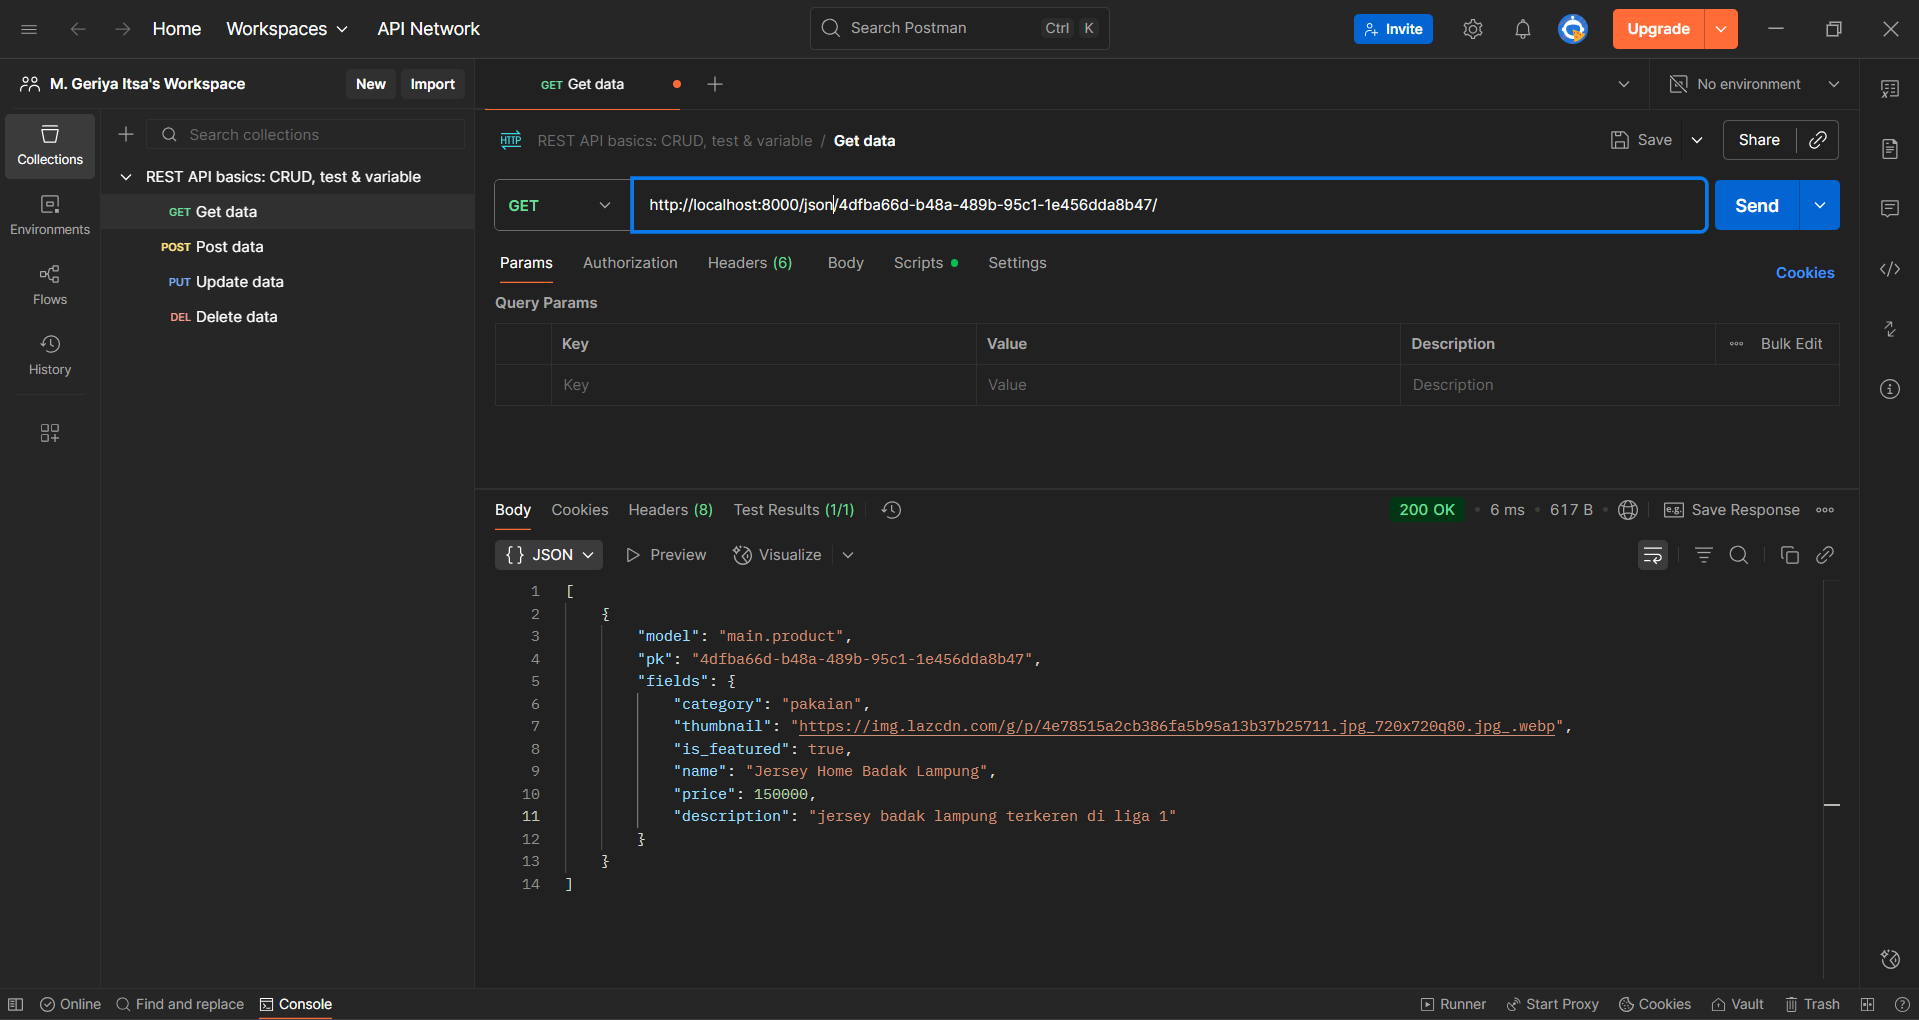 Home Workspaces API Network Search Postman Ctrl K Invite Upgrade
M. Geriya Itsa's Workspace New Import GET Get data No environment
Collections
Search collections
REST API basics: CRUD, test & variable / Get data Save Share
REST API basics: CRUD, test & variable
GET Get data
POST Post data
PUT Update data
DEL Delete data
Environments
Flows
History
GET http://localhost:8000/json/4dfba66d-b48a-489b-95c1-1e456dda8b47/ Send
Params Authorization Headers (6) Body Scripts Settings Cookies
Query Params
Key Value Description Bulk Edit
Key Value Description
Body Cookies Headers (8) Test Results (1/1) 200 OK 6 ms 617 B e.g. Save Response
{} JSON Preview Visualize
1 [
2 {
3 "model": "main.product",
4 "pk": "4dfba66d-b48a-489b-95c1-1e456dda8b47",
5 "fields": {
6 "category": "pakaian",
7 "thumbnail": "https://img.lazcdn.com/g/p/4e78515a2cb386fa5b95a13b37b25711.jpg_720x720q80.jpg_.webp",
8 "is_featured": true,
9 "name": "Jersey Home Badak Lampung",
10 "price": 150000,
11 "description": "jersey badak lampung terkeren di liga 1"
12 }
13 }
14 ]
Online Find and replace Console Runner Start Proxy Cookies Vault Trash